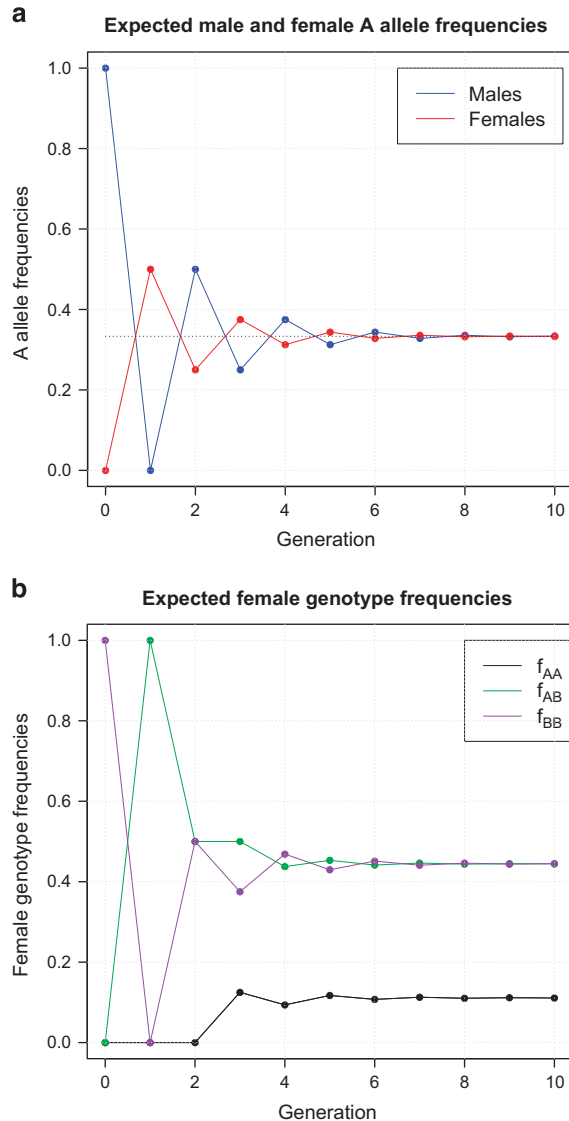 a
Expected male and female A allele frequencies
1.0
0.8
0.6
0.4
0.2
0.0
A allele frequencies
Males
Females
0 2 4 6 8 10
Generation
b
Expected female genotype frequencies
1.0
0.8
0.6
0.4
0.2
0.0
Female genotype frequencies
fAA
fAB
fBB
0 2 4 6 8 10
Generation